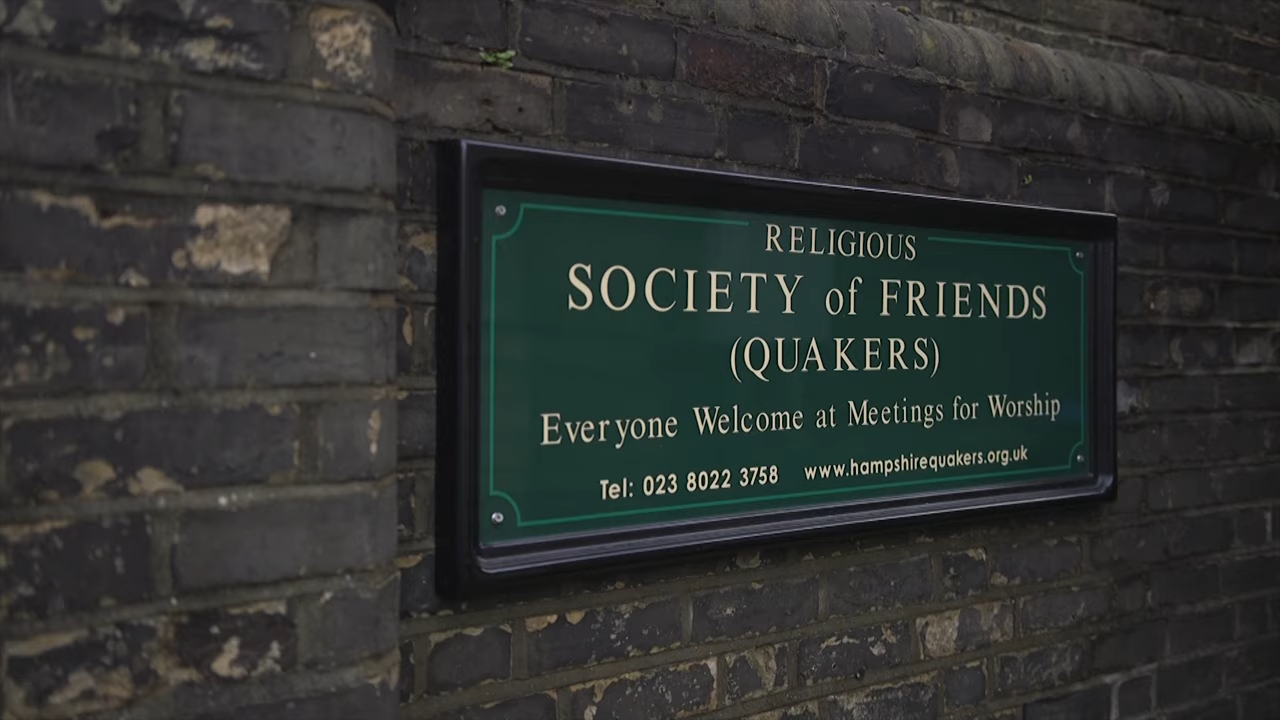 RELIGIOUS
SOCIETY of FRIENDS
(QUAKERS)
Everyone Welcome at Meetings for Worship
Tel: 023 8022 3758 www.hampshirequakers.org.uk